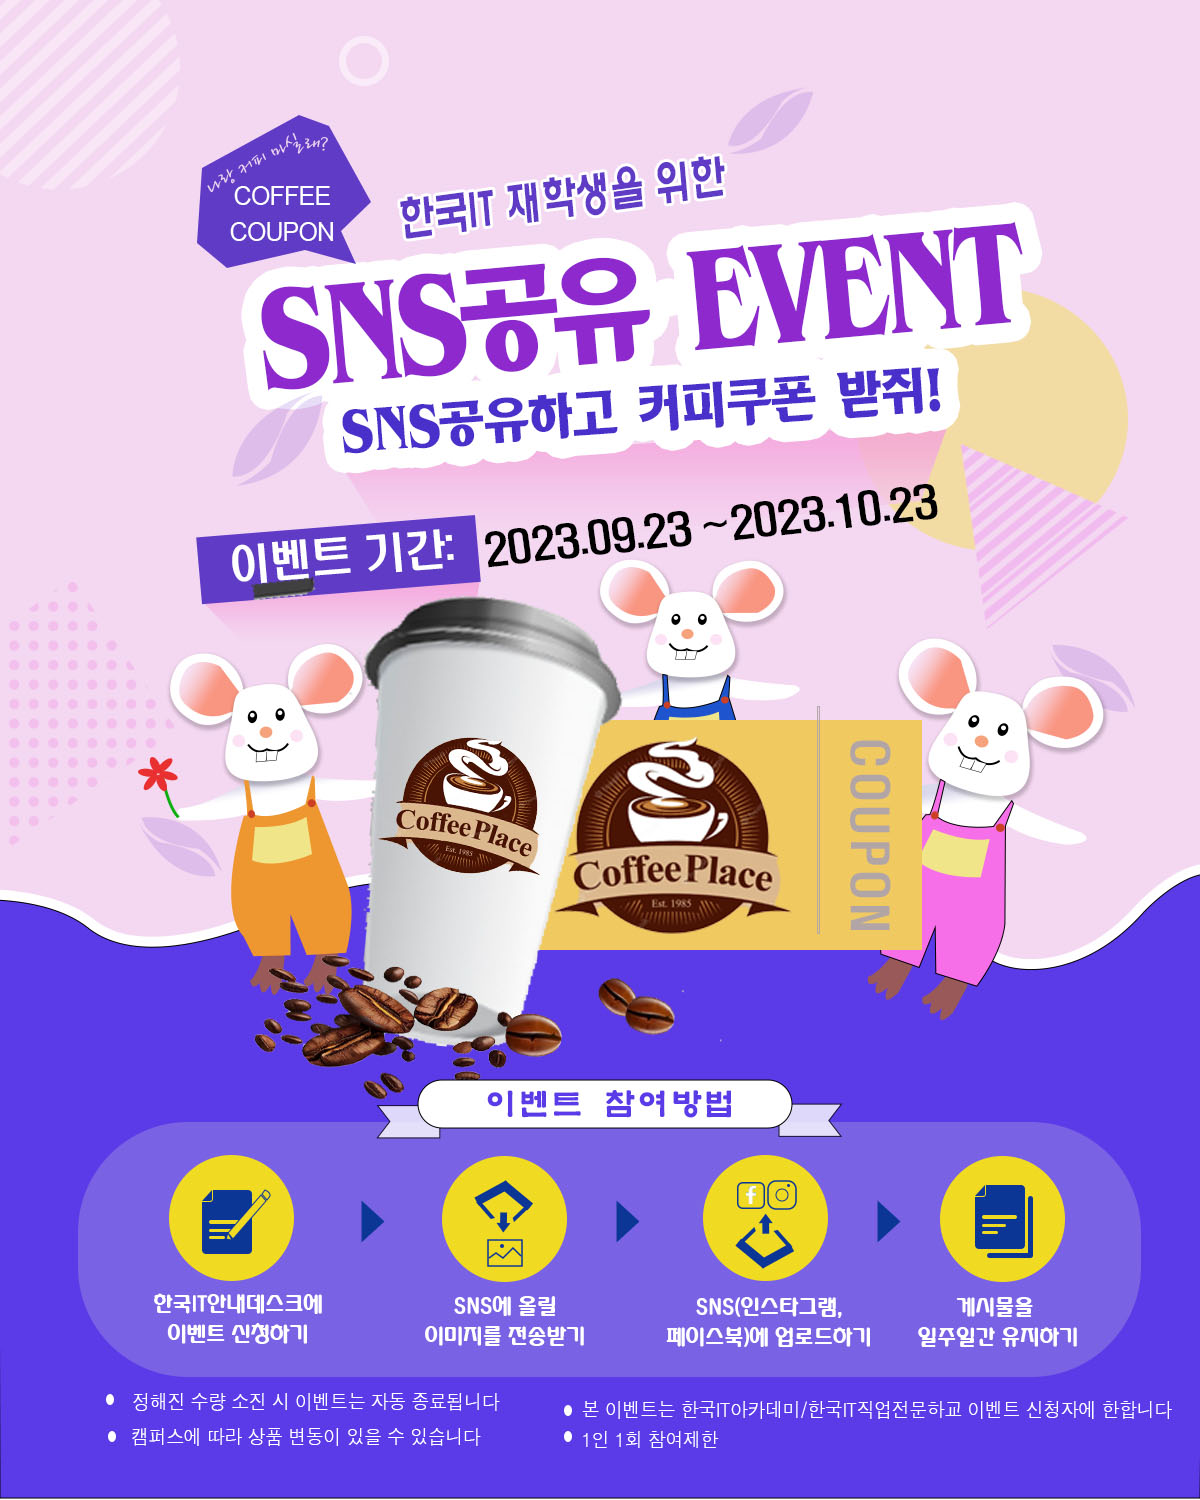 나랑 커피 마실래?
COFFEE
COUPON
한국IT 재학생을 위한
SNS공유 EVENT
SNS공유하고 커피쿠폰 받쥐!
이벤트 기간: 2023.09.23 ~2023.10.23
Coffee Place
Est. 1985
Coffee Place
Est. 1985
COUPON
이벤트 참여방법
한국IT안내데스크에
이벤트 신청하기
SNS에 올릴
이미지를 전송받기
SNS(인스타그램,
페이스북)에 업로드하기
게시물을
일주일간 유지하기
정해진 수량 소진 시 이벤트는 자동 종료됩니다
캠퍼스에 따라 상품 변동이 있을 수 있습니다
본 이벤트는 한국IT아카데미/한국IT직업전문하교 이벤트 신청자에 한합니다
1인 1회 참여제한